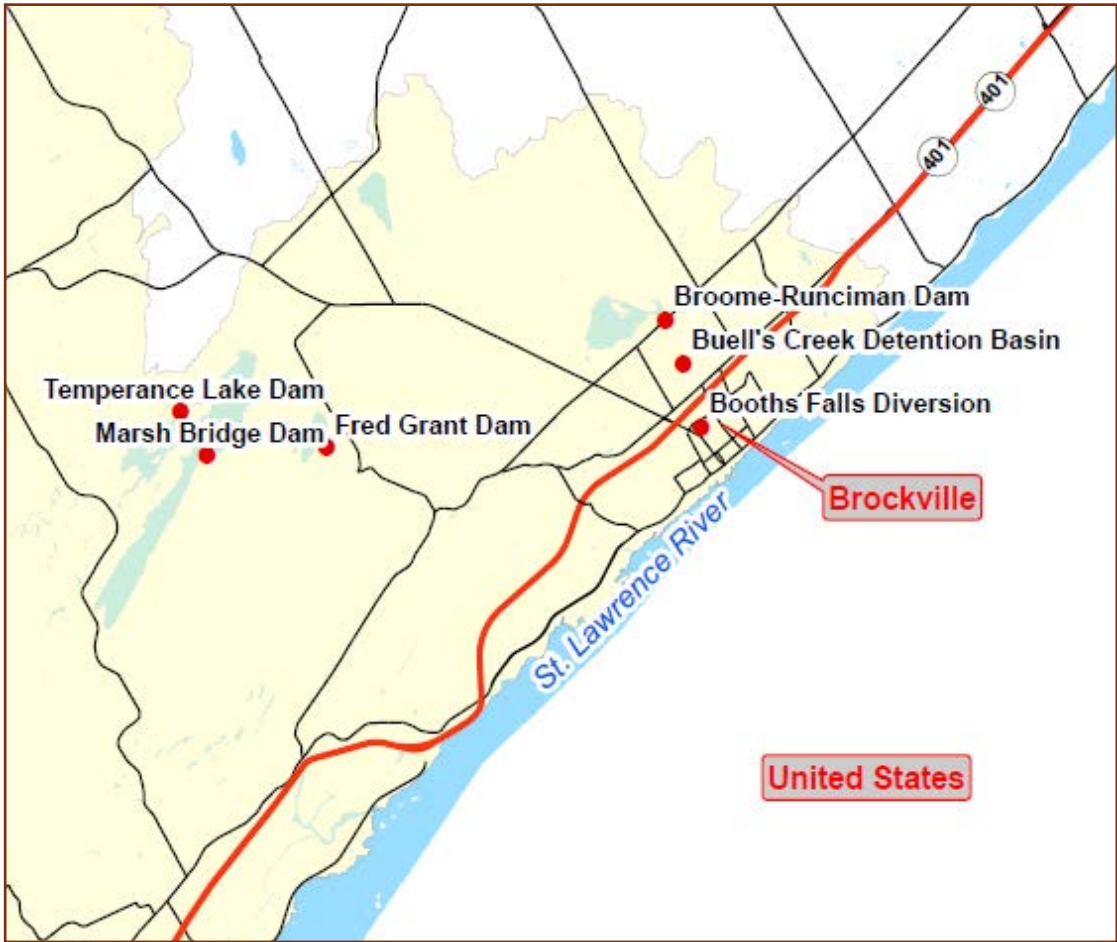 401
401
Broome-Runciman Dam
Buell's Creek Detention Basin
Temperance Lake Dam
Booths Falls Diversion
Marsh Bridge Dam
Fred Grant Dam
Brockville
St. Lawrence River
United States